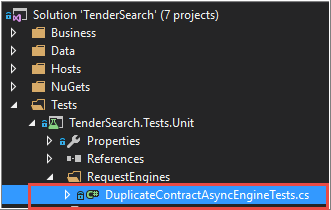 Solution 'TenderSearch' (7 projects)
Business
Data
Hosts
NuGets
Tests
TenderSearch.Tests.Unit
Properties
References
RequestEngines
C# DuplicateContractAsyncEngineTests.cs